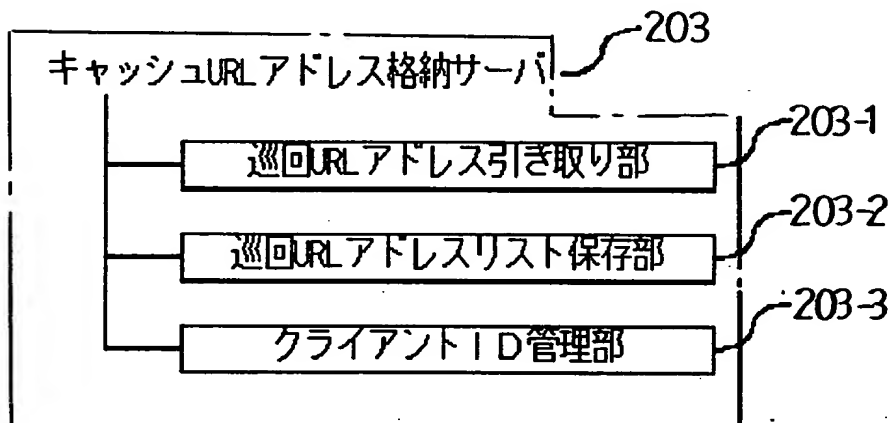 203
キャッシュURLアドレス格納サーバ
203-1
巡回URLアドレス引き取り部
203-2
巡回URLアドレスリスト保存部
203-3
クライアントID管理部